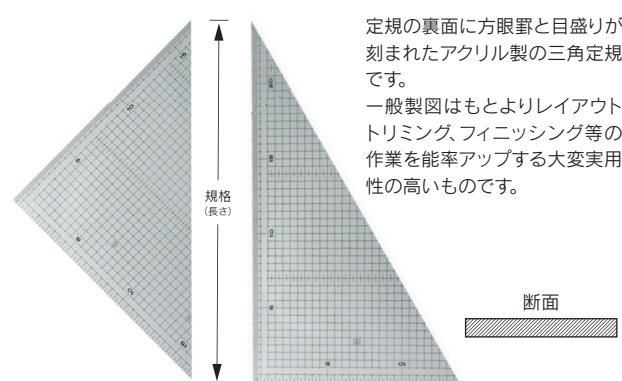 定規の裏面に方眼罫と目盛りが
刻まれたアクリル製の三角定規
です。
一般製図はもとよりレイアウト
トリミング、フィニッシング等の
作業を能率アップする大変実用
性の高いものです。
規格
(長さ)
断面